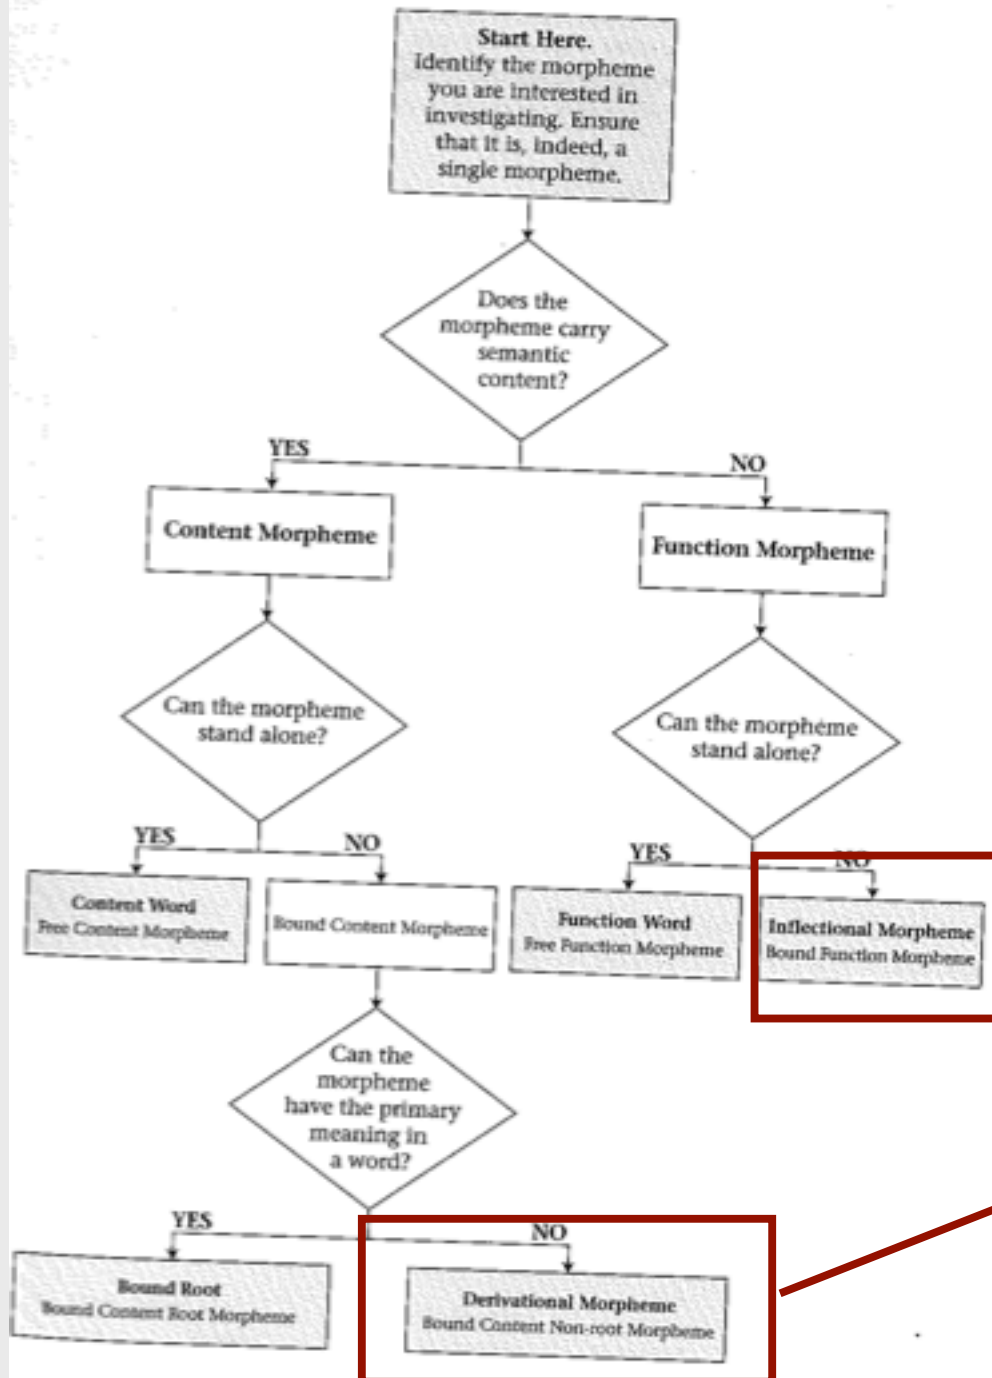 Start Here.
Identify the morpheme
you are interested in
investigating. Ensure
that it is, indeed, a
single morpheme.
Does the
morpheme carry
semantic
content?
YES
NO
Content Morpheme
Function Morpheme
Can the morpheme
stand alone?
Can the morpheme
stand alone?
YES
NO
YES
NO
Content Word
Free Content Morpheme
Bound Content Morpheme
Function Word
Free Function Morpheme
Inflectional Morpheme
Bound Function Morpheme
Can the
morpheme
have the primary
meaning in
a word?
YES
NO
Bound Root
Bound Content Root Morpheme
Derivational Morpheme
Bound Content Non-root Morpheme